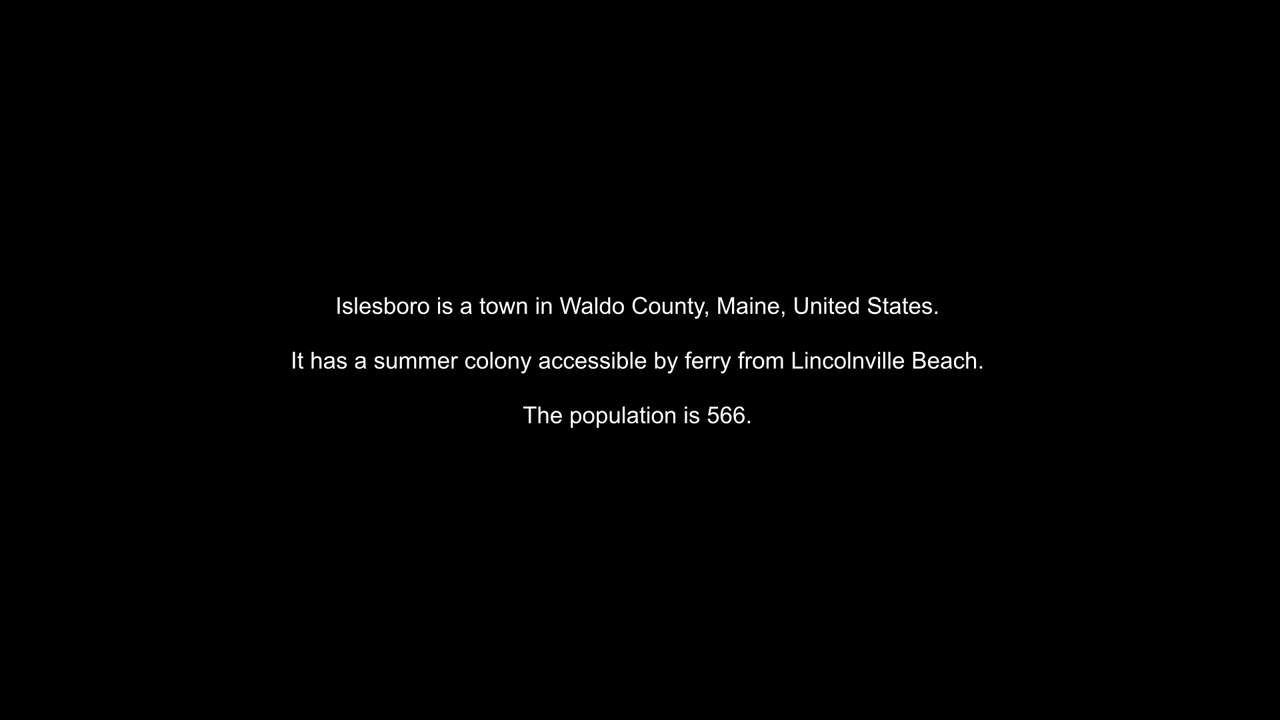 Islesboro is a town in Waldo County, Maine, United States.
It has a summer colony accessible by ferry from Lincolnville Beach.
The population is 566.